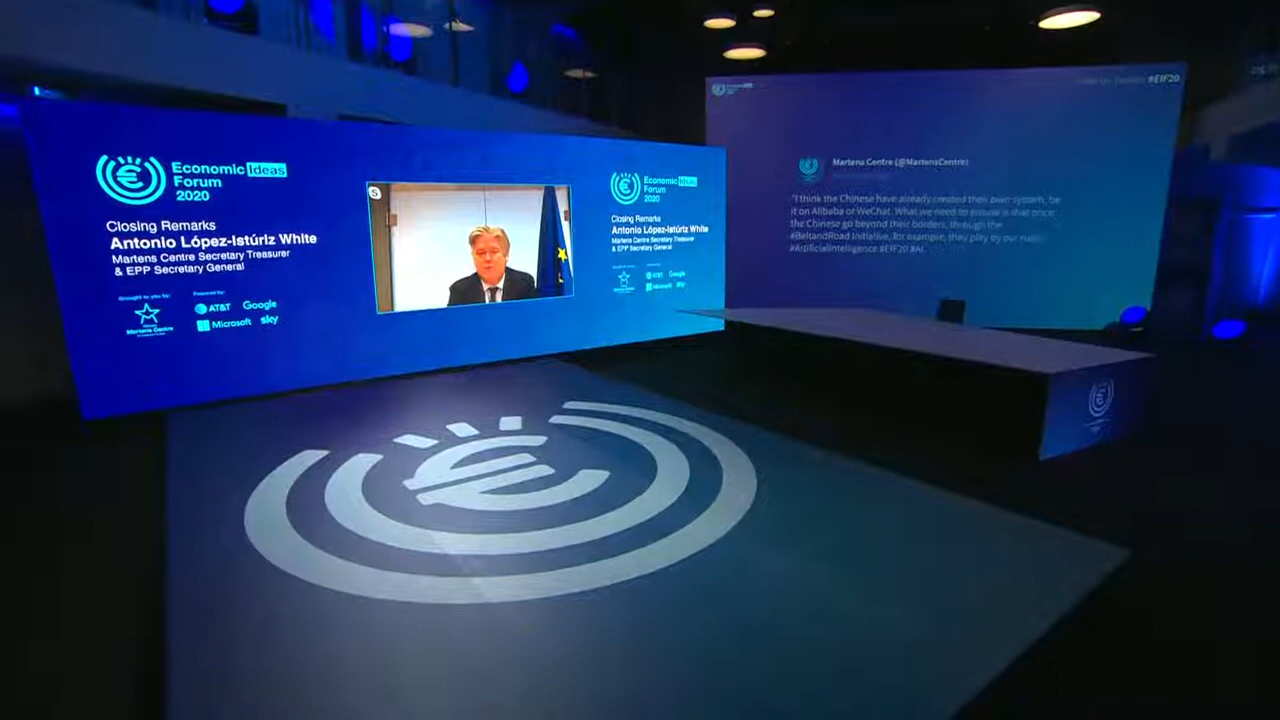 Economic Ideas
Forum
2020
Closing Remarks
Antonio López-Istúriz White
Martens Centre Secretary Treasurer
& EPP Secretary General
Brought to you by:
Powered by:
Martens Centre
AT&T
Google
Microsoft
sky
S
Economic Ideas
Forum
2020
Closing Remarks
Antonio López-Istúriz White
Martens Centre Secretary Treasurer
& EPP Secretary General
AT&T
Google
Microsoft
sky
#EIF20
Martens Centre (@MartensCentre)
"I think the Chinese have already created their own system, be
it on Alibaba or WeChat. What we need to ensure is that once
the Chinese go beyond their borders, through the
#BeltandRoad Initiative, for example, they play by our
#ArtificialIntelligence #EIF20 #AI